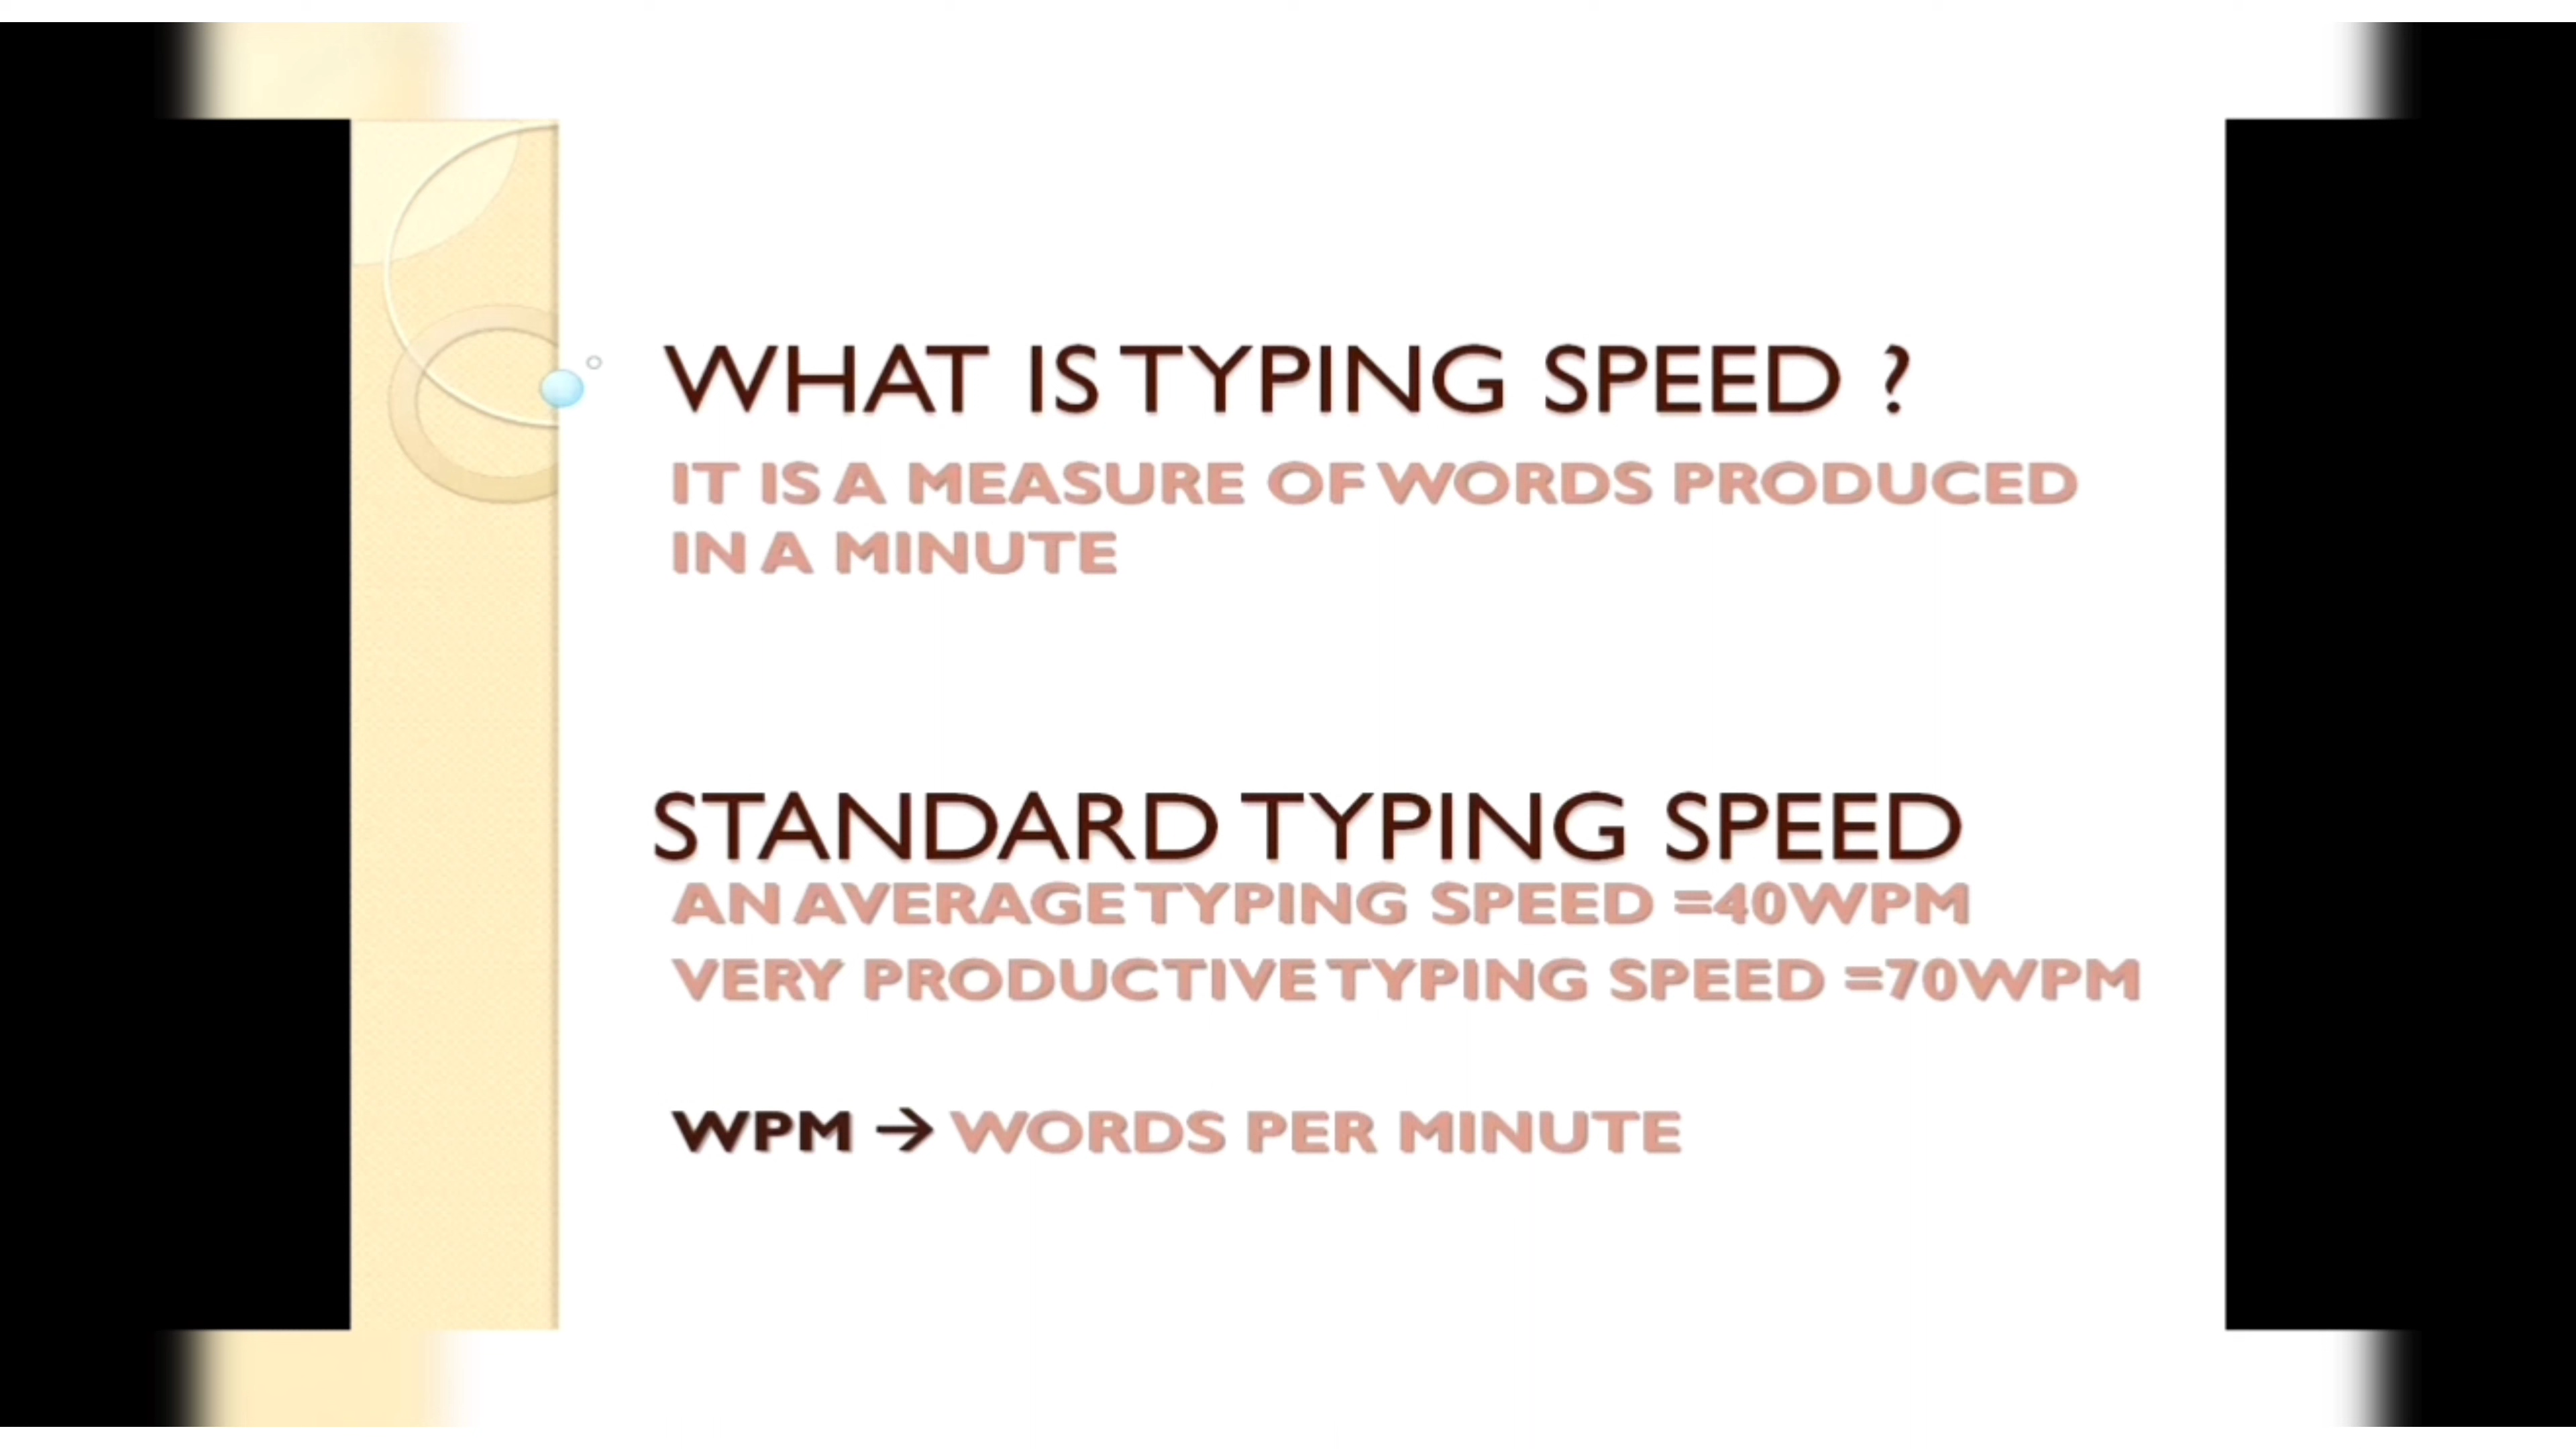 WHAT IS TYPING SPEED ?
IT IS A MEASURE OF WORDS PRODUCED
IN A MINUTE
STANDARD TYPING SPEED
AN AVERAGE TYPING SPEED =40WPM
VERY PRODUCTIVE TYPING SPEED =70WPM
WPM → WORDS PER MINUTE